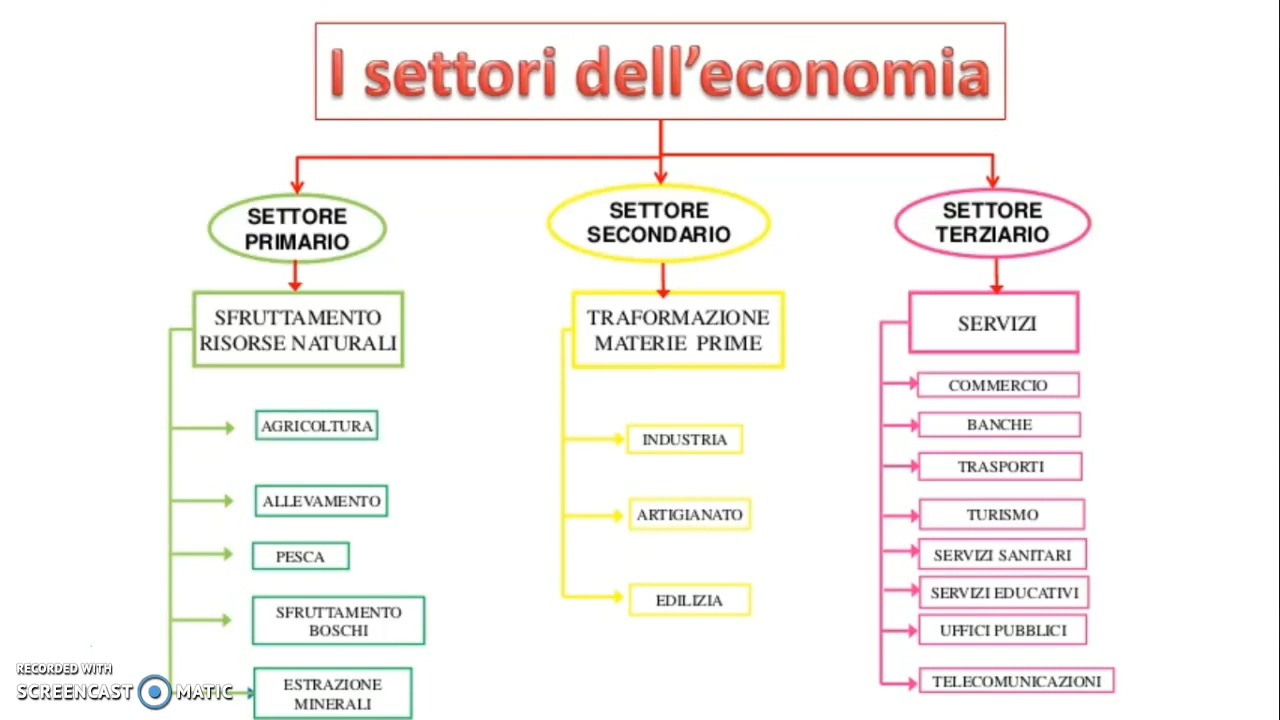 I settori dell’economia
SETTORE
PRIMARIO
SFRUTTAMENTO
RISORSE NATURALI
AGRICOLTURA
ALLEVAMENTO
PESCA
SFRUTTAMENTO
BOSCHI
ESTRAZIONE
MINERALI
SETTORE
SECONDARIO
TRAFORMAZIONE
MATERIE PRIME
INDUSTRIA
ARTIGIANATO
EDILIZIA
SETTORE
TERZIARIO
SERVIZI
COMMERCIO
BANCHE
TRASPORTI
TURISMO
SERVIZI SANITARI
SERVIZI EDUCATIVI
UFFICI PUBBLICI
TELECOMUNICAZIONI
RECORDED WITH
SCREENCAST MATIC